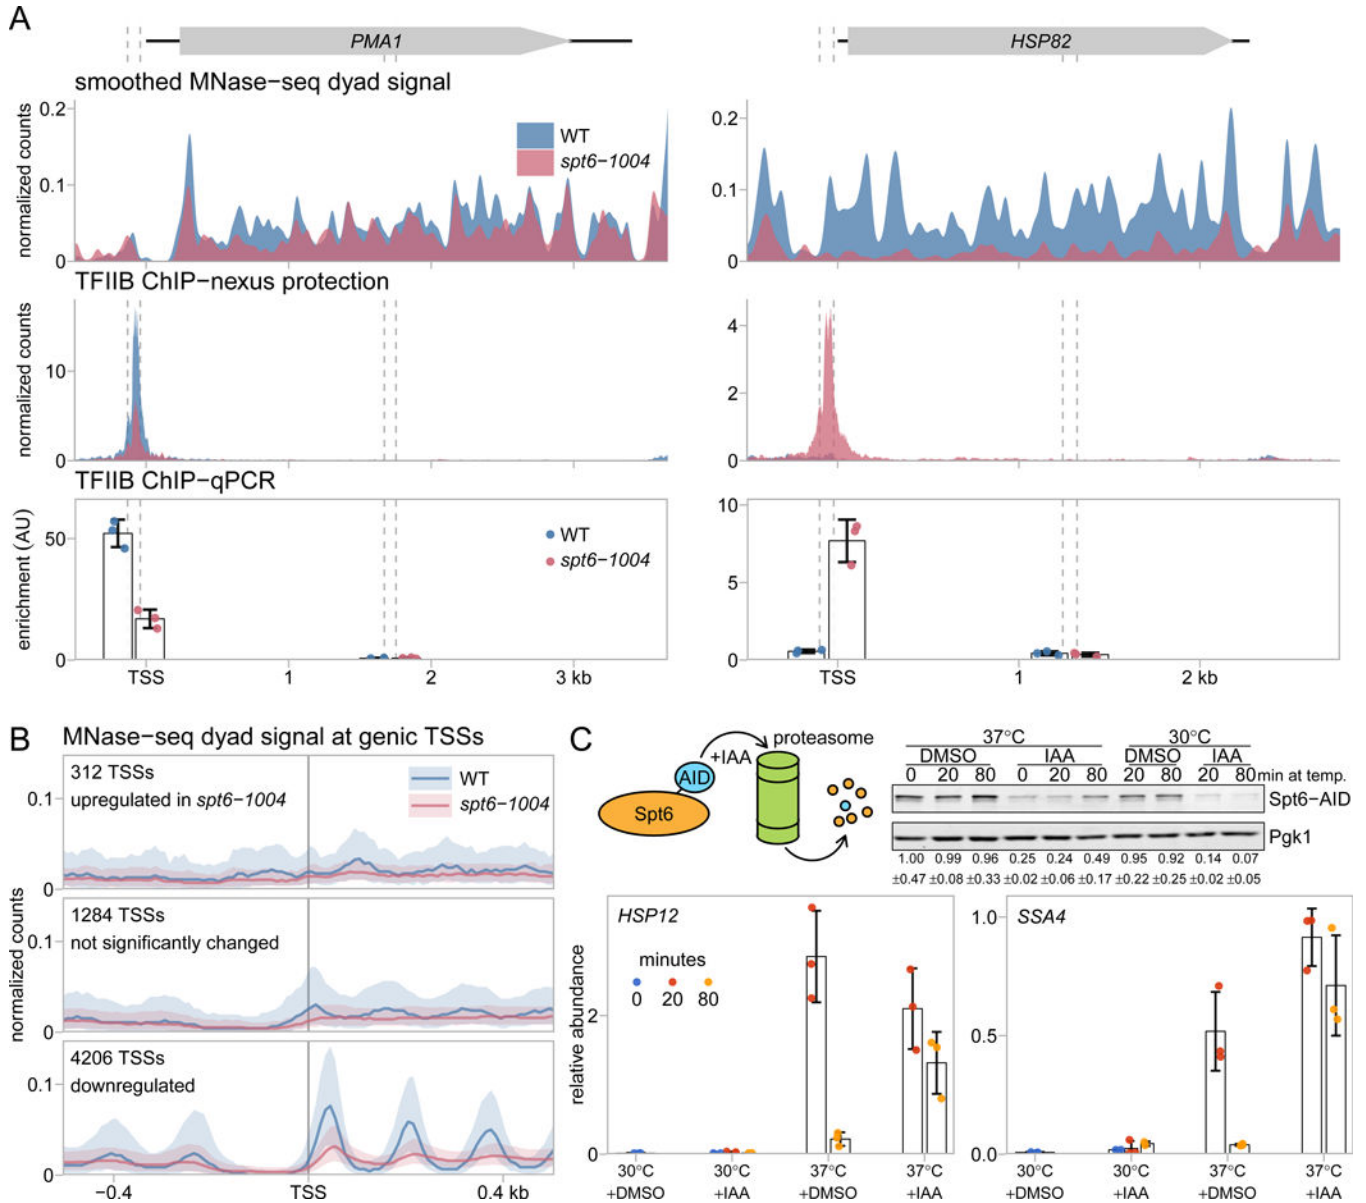 A
PMA1
HSP82
smoothed MNase−seq dyad signal
normalized counts
0.2
0.1
0
WT
spt6−1004
0.2
0.1
0
TFIIB ChIP−nexus protection
normalized counts
10
0
4
2
0
TFIIB ChIP−qPCR
enrichment (AU)
50
0
WT
spt6−1004
10
5
0
TSS 1 2 3 kb
TSS 1 2 kb
B
MNase−seq dyad signal at genic TSSs
normalized counts
312 TSSs
upregulated in spt6−1004
WT
spt6−1004
0.1
0
1284 TSSs
not significantly changed
0.1
0
4206 TSSs
downregulated
0.1
0
−0.4 TSS 0.4 kb
C
+IAA
proteasome
AID
Spt6
37°C 30°C
DMSO IAA DMSO IAA
0 20 80 0 20 80 20 80 20 80 min at temp.
Spt6−AID
Pgk1
1.00 0.99 0.96 0.25 0.24 0.49 0.95 0.92 0.14 0.07
±0.47 ±0.08 ±0.33 ±0.02 ±0.06 ±0.17 ±0.22 ±0.25 ±0.02 ±0.05
relative abundance
HSP12
minutes
0 20 80
2
0
30°C 30°C 37°C 37°C
+DMSO +IAA +DMSO +IAA
SSA4
1.0
0.5
0.0
30°C 30°C 37°C 37°C
+DMSO +IAA +DMSO +IAA